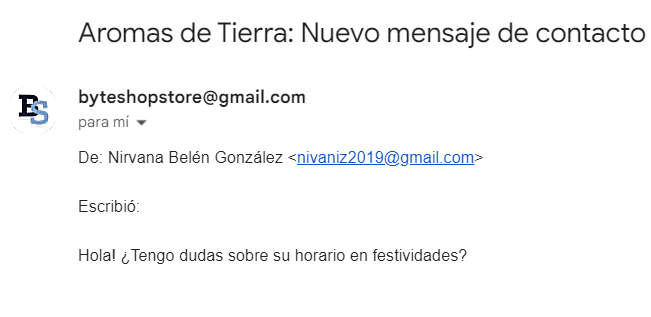 Aromas de Tierra: Nuevo mensaje de contacto
BS
byteshopstore@gmail.com
para mí
De: Nirvana Belén González <nivaniz2019@gmail.com>
Escribió:
Hola! ¿Tengo dudas sobre su horario en festividades?